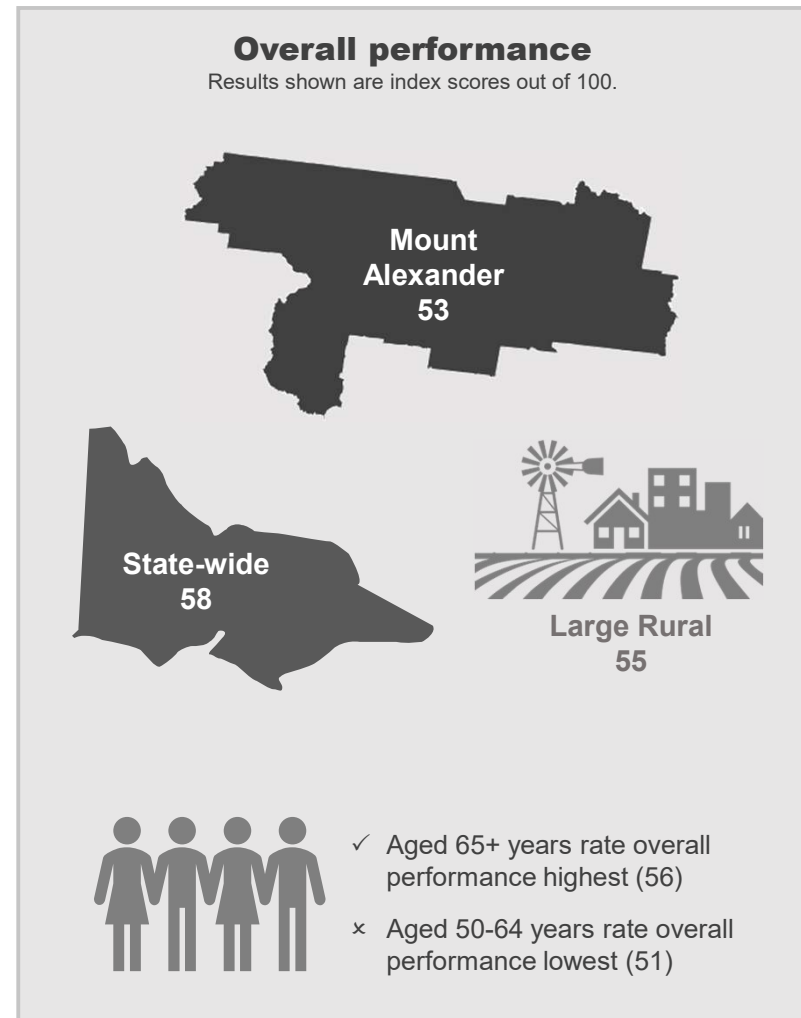 Overall performance
Results shown are index scores out of 100.
Mount
Alexander
53
State-wide
58
Large Rural
55
✓ Aged 65+ years rate overall
performance highest (56)
× Aged 50-64 years rate overall
performance lowest (51)